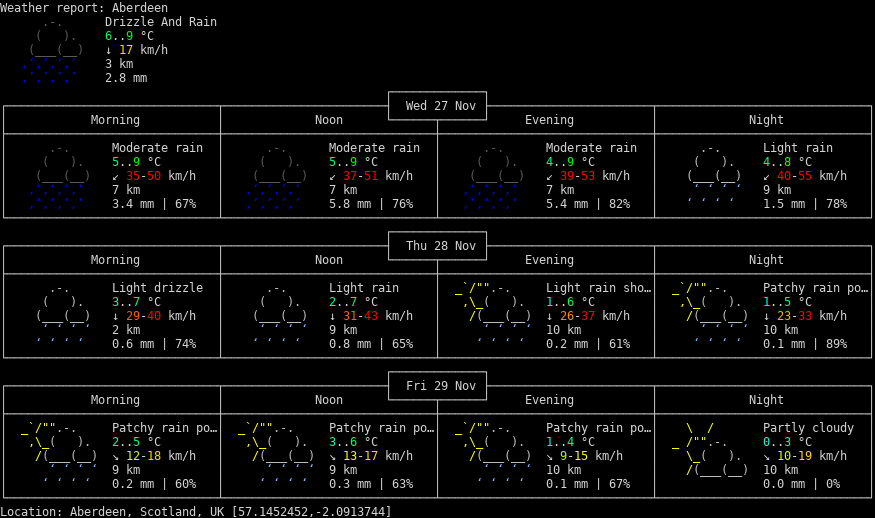 Weather report: Aberdeen
Drizzle And Rain
6..9 °C
↓ 17 km/h
3 km
2.8 mm
Wed 27 Nov
Morning Noon Evening Night
Moderate rain Moderate rain Moderate rain Light rain
5..9 °C 5..9 °C 4..9 °C 4..8 °C
↙ 35-50 km/h ↙ 37-51 km/h ↙ 39-53 km/h ↙ 40-55 km/h
7 km 7 km 7 km 9 km
3.4 mm | 67% 5.8 mm | 76% 5.4 mm | 82% 1.5 mm | 78%
Thu 28 Nov
Morning Noon Evening Night
Light drizzle Light rain Light rain sho… Patchy rain po…
3..7 °C 2..7 °C 1..6 °C 1..5 °C
↓ 29-40 km/h ↓ 31-43 km/h ↓ 26-37 km/h ↓ 23-33 km/h
2 km 9 km 10 km 10 km
0.6 mm | 74% 0.8 mm | 65% 0.2 mm | 61% 0.1 mm | 89%
Fri 29 Nov
Morning Noon Evening Night
Patchy rain po… Patchy rain po… Patchy rain po… Partly cloudy
2..5 °C 3..6 °C 1..4 °C 0..3 °C
↘ 12-18 km/h ↘ 13-17 km/h ↘ 9-15 km/h ↘ 10-19 km/h
9 km 9 km 10 km 10 km
0.2 mm | 60% 0.3 mm | 63% 0.1 mm | 67% 0.0 mm | 0%
Location: Aberdeen, Scotland, UK [57.1452452,-2.0913744]